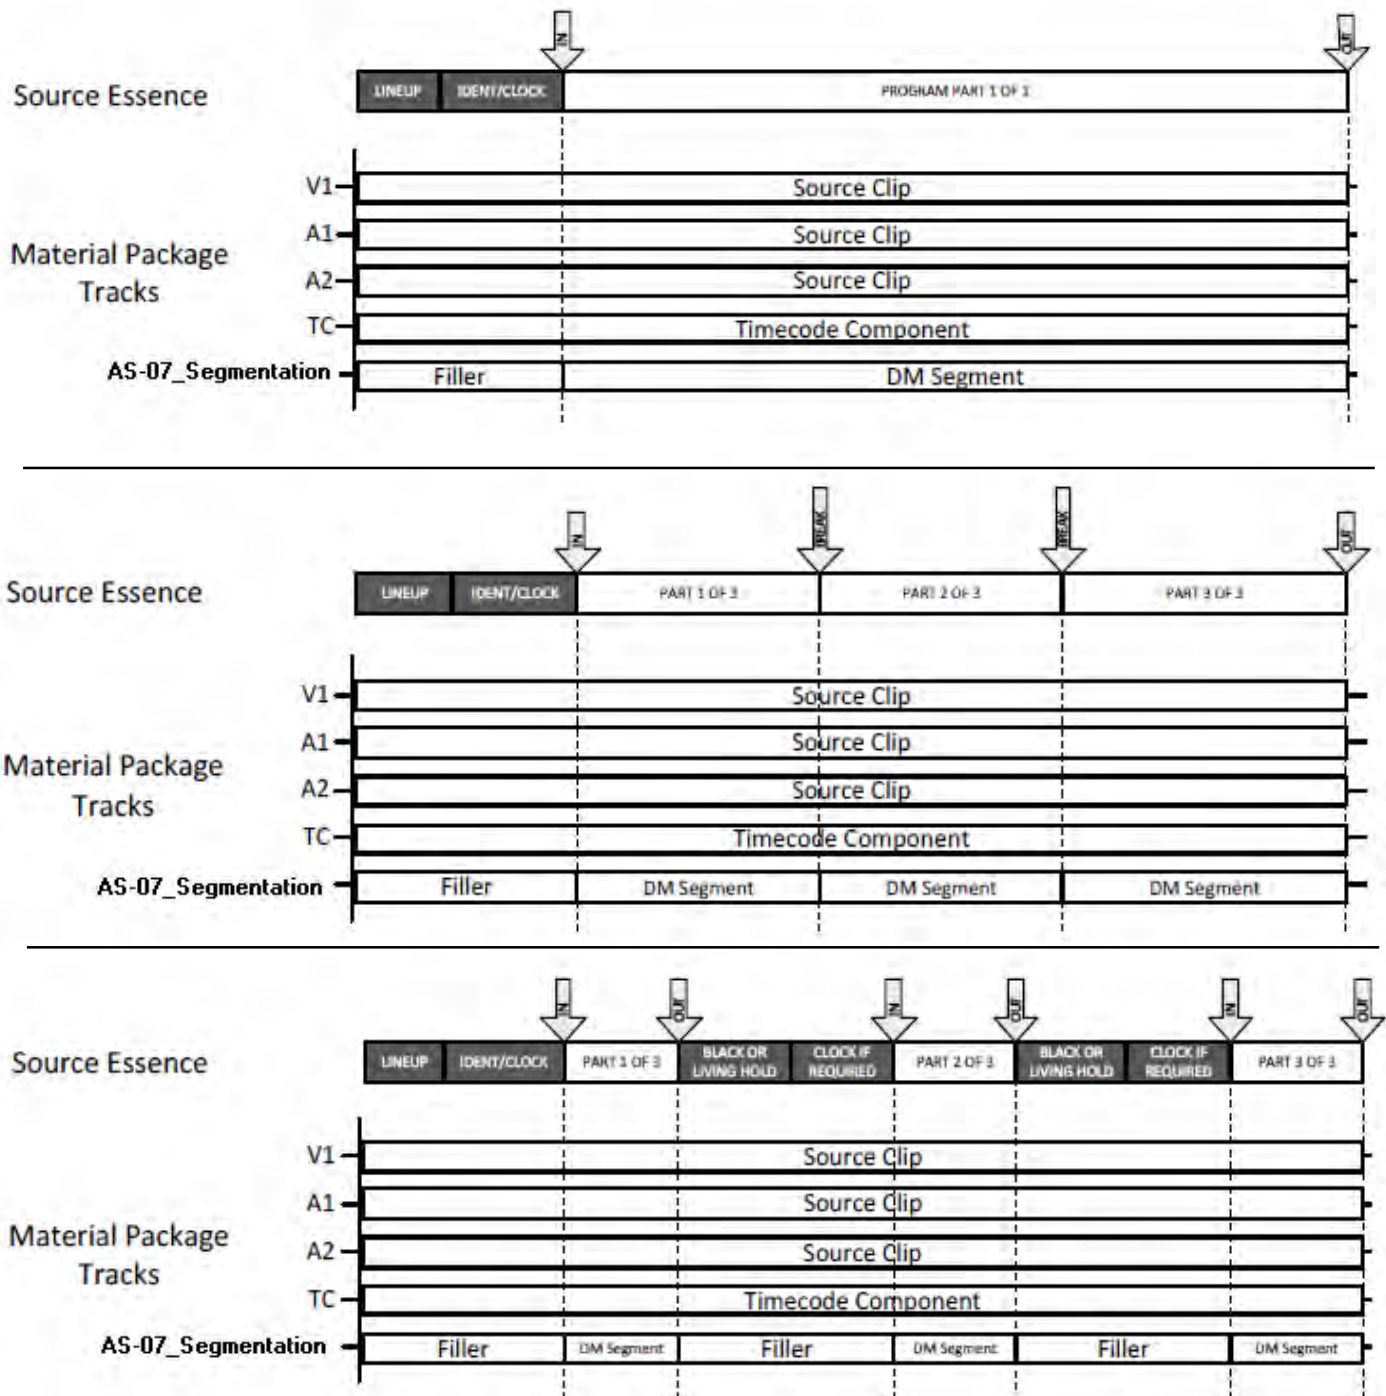 IN
OUT
Source Essence
LINEUP
IDENT/CLOCK
PROGRAM PART 1 OF 1
V1
Source Clip
A1
Source Clip
Material Package
Tracks
A2
Source Clip
TC
Timecode Component
AS-07_Segmentation
Filler
DM Segment
IN
BREAK
BREAK
OUT
Source Essence
LINEUP
IDENT/CLOCK
PART 1 OF 3
PART 2 OF 3
PART 3 OF 3
V1
Source Clip
A1
Source Clip
Material Package
Tracks
A2
Source Clip
TC
Timecode Component
AS-07_Segmentation
Filler
DM Segment
DM Segment
DM Segment
IN
OUT
IN
OUT
IN
OUT
Source Essence
LINEUP
IDENT/CLOCK
PART 1 OF 3
BLACK OR
LIVING HOLD
CLOCK IF
REQUIRED
PART 2 OF 3
BLACK OR
LIVING HOLD
CLOCK IF
REQUIRED
PART 3 OF 3
V1
Source Clip
A1
Source Clip
Material Package
Tracks
A2
Source Clip
TC
Timecode Component
AS-07_Segmentation
Filler
DM Segment
Filler
DM Segment
Filler
DM Segment